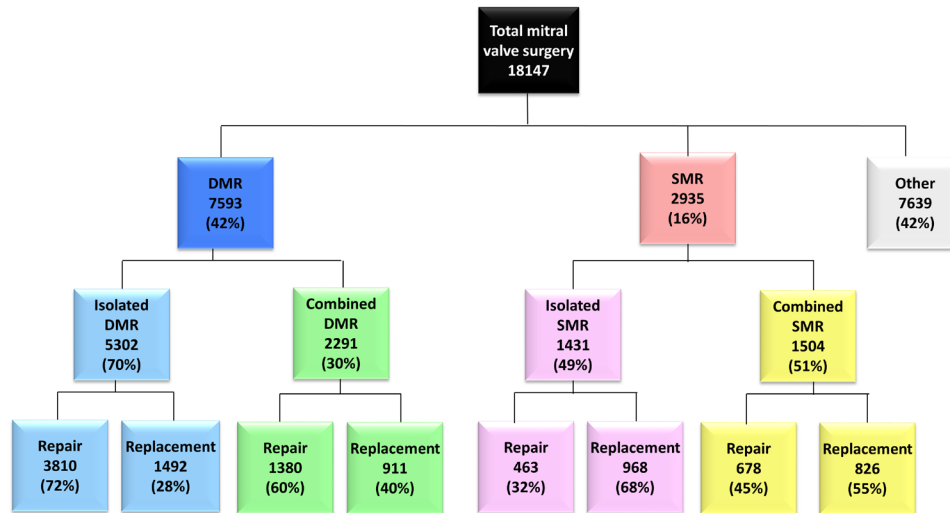 Total mitral
valve surgery
18147
DMR
7593
(42%)
SMR
2935
(16%)
Other
7639
(42%)
Isolated
DMR
5302
(70%)
Combined
DMR
2291
(30%)
Isolated
SMR
1431
(49%)
Combined
SMR
1504
(51%)
Repair
3810
(72%)
Replacement
1492
(28%)
Repair
1380
(60%)
Replacement
911
(40%)
Repair
463
(32%)
Replacement
968
(68%)
Repair
678
(45%)
Replacement
826
(55%)